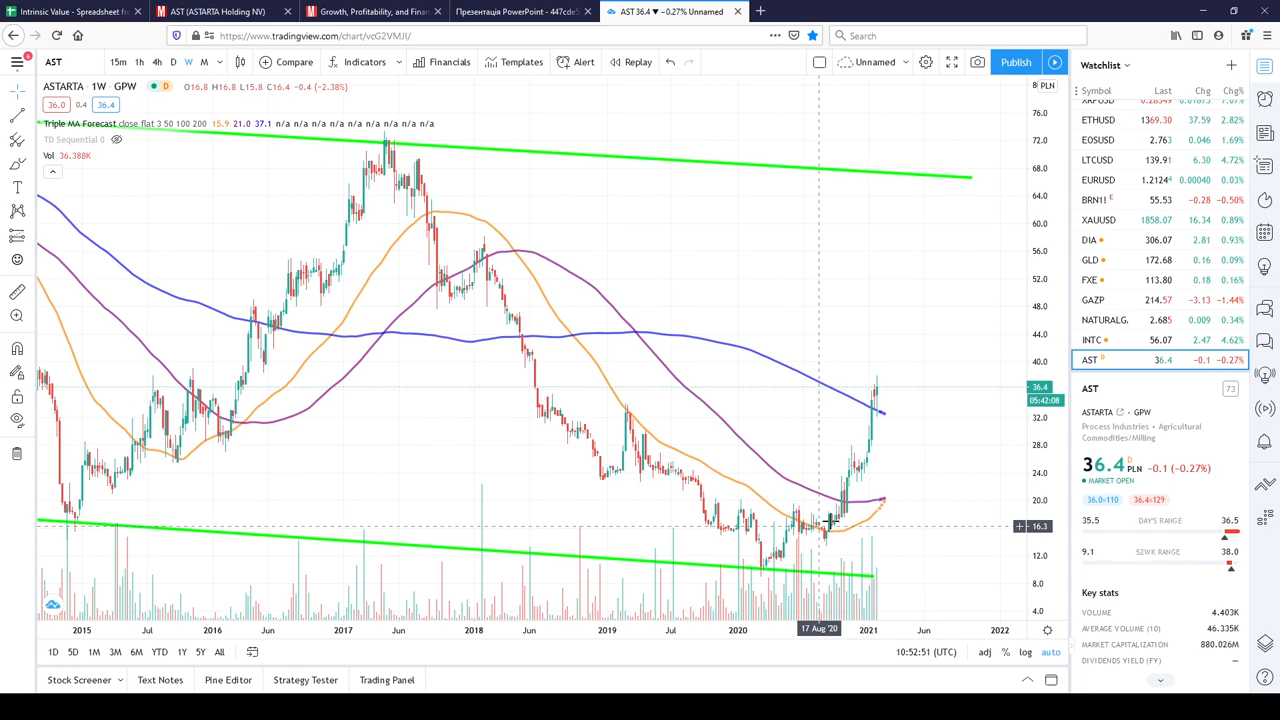 Intrinsic Value - Spreadsheet fro
AST (ASTARTA Holding NV)
Growth, Profitability, and Financ
Презентація PowerPoint - 447cde5
AST 36.4 ▼ −0.27% Unnamed
https://www.tradingview.com/chart/vcG2VMJI/
Search
AST
15m 1h 4h D W M
Compare
Indicators
Financials
Templates
Alert
Replay
Unnamed
Publish
ASTARTA · 1W · GPW
D
O16.8 H16.8 L15.8 C16.4 −0.4 (−2.38%)
36.0 0.4 36.4
Triple MA Forecast close flat 3 50 100 200 15.9 21.0 37.1 n/a n/a n/a n/a n/a n/a n/a n/a n/a
TD Sequential 0
Vol 36.388K
PLN
76.0
72.0
68.0
64.0
60.0
56.0
52.0
48.0
44.0
40.0
36.4
05:42:08
32.0
28.0
24.0
20.0
16.3
12.0
8.0
4.0
2015 Jul 2016 Jun 2017 Jun 2018 Jun 2019 Jul 2020 17 Aug '20 2021 Jun 2022
1D 5D 1M 3M 6M YTD 1Y 5Y All
10:52:51 (UTC) adj % log auto
Stock Screener Text Notes Pine Editor Strategy Tester Trading Panel
Watchlist
Symbol Last Chg Chg%
XRPUSD 0.28549 0.01873 7.07%
ETHUSD 1369.30 37.59 2.82%
EOSUSD 2.763 0.046 1.69%
LTCUSD 139.91 6.30 4.72%
EURUSD 1.21244 0.00040 0.03%
BRN1! E 55.53 −0.28 −0.50%
XAUUSD 1858.07 16.34 0.89%
DIA 306.07 2.81 0.93%
GLD 172.68 0.16 0.09%
FXE 113.80 0.18 0.16%
GAZP 214.57 −3.13 −1.44%
NATURALG 2.685 0.009 0.34%
INTC 56.07 2.47 4.62%
AST D 36.4 −0.1 −0.27%
AST
73
ASTARTA · GPW
Process Industries · Agricultural
Commodities/Milling
36.4 D PLN −0.1 (−0.27%)
MARKET OPEN
36.0×110 36.4×129
35.5 DAY'S RANGE 36.5
9.1 52WK RANGE 38.0
Key stats
VOLUME 4.403K
AVERAGE VOLUME (10) 46.335K
MARKET CAPITALIZATION 880.026M
DIVIDENDS YIELD (FY) —